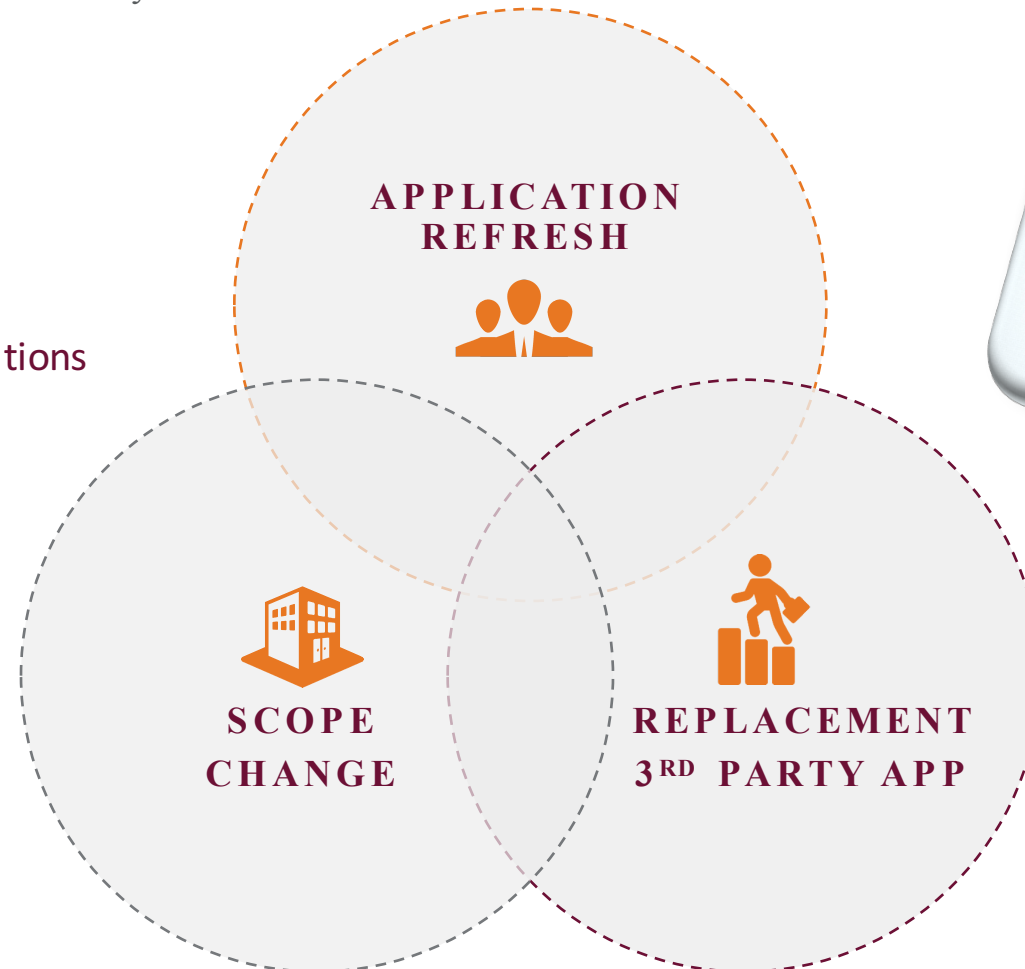 APPLICATION
REFRESH
tions
SCOPE
CHANGE
REPLACEMENT
3RD PARTY APP